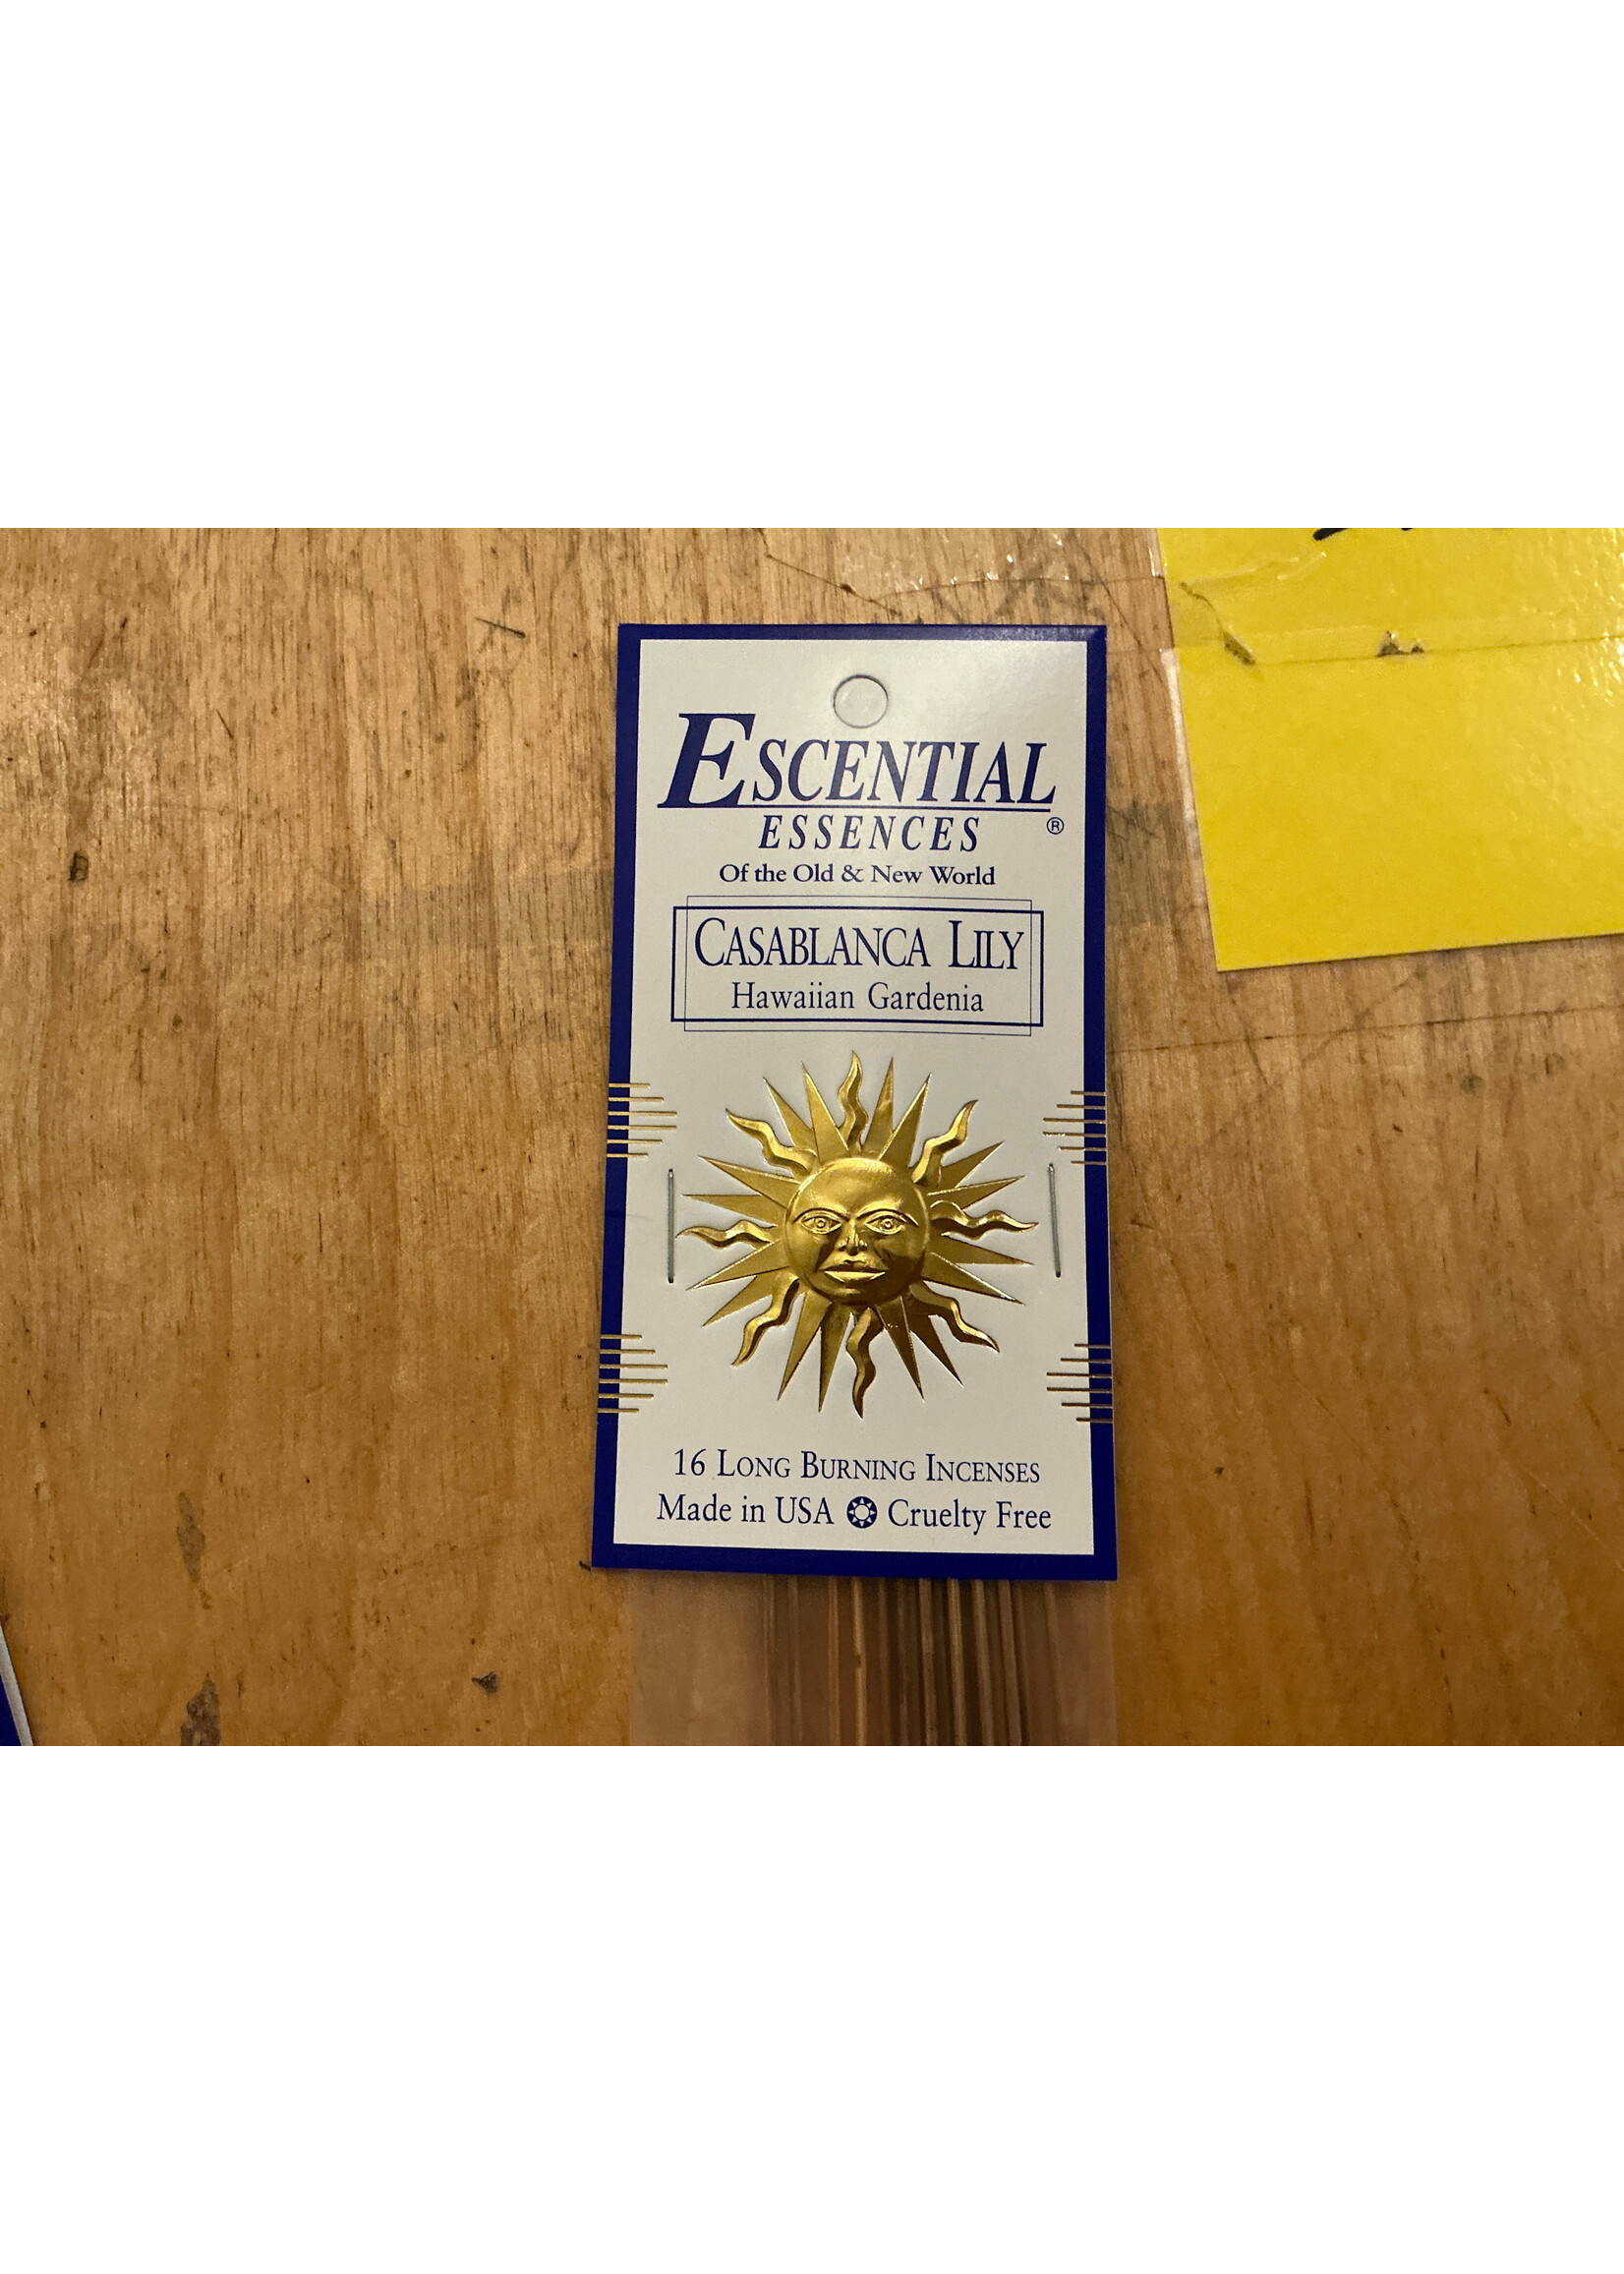 ESCENTIAL
ESSENCES ®
Of the Old & New World
CASABLANCA LILY
Hawaiian Gardenia
16 LONG BURNING INCENSES
Made in USA Cruelty Free